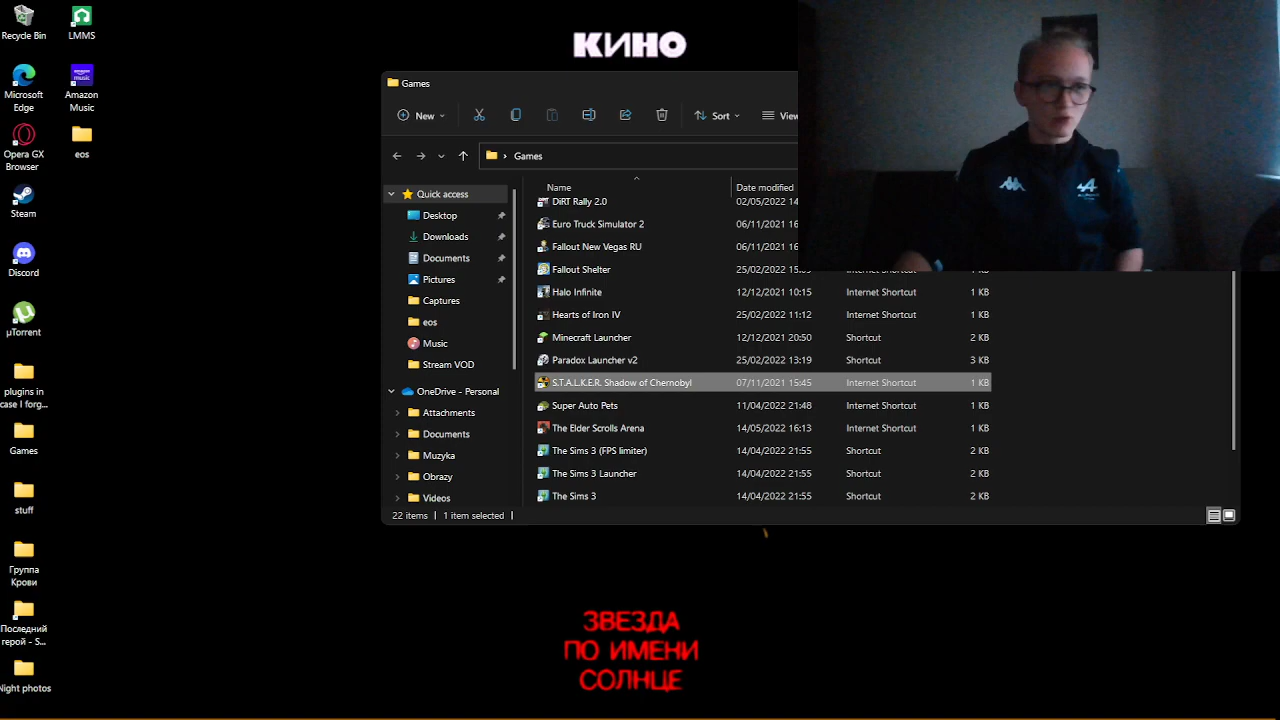 Recycle Bin
LMMS
Microsoft
Edge
Amazon
Music
Opera GX
Browser
eos
Steam
Discord
µTorrent
plugins in
case I forg...
Games
stuff
Группа
Крови
Последний
герой - S...
Night photos
КИНО
Games
New
Sort
View
Games
Quick access
Desktop
Downloads
Documents
Pictures
Captures
eos
Music
Stream VOD
OneDrive - Personal
Attachments
Documents
Muzyka
Obrazy
Videos
Name
Date modified
DiRT Rally 2.0 02/05/2022 14
Euro Truck Simulator 2 06/11/2021 16
Fallout New Vegas RU 06/11/2021 16
Fallout Shelter 25/02/2022 15:05 Internet Shortcut 1 KB
Halo Infinite 12/12/2021 10:15 Internet Shortcut 1 KB
Hearts of Iron IV 25/02/2022 11:12 Internet Shortcut 1 KB
Minecraft Launcher 12/12/2021 20:50 Shortcut 2 KB
Paradox Launcher v2 25/02/2022 13:19 Shortcut 3 KB
S.T.A.L.K.E.R. Shadow of Chernobyl 07/11/2021 15:45 Internet Shortcut 1 KB
Super Auto Pets 11/04/2022 21:48 Internet Shortcut 1 KB
The Elder Scrolls Arena 14/05/2022 16:13 Internet Shortcut 1 KB
The Sims 3 (FPS limiter) 14/04/2022 21:55 Shortcut 2 KB
The Sims 3 Launcher 14/04/2022 21:55 Shortcut 2 KB
The Sims 3 14/04/2022 21:55 Shortcut 2 KB
22 items 1 item selected
ЗВЕЗДА
ПО ИМЕНИ
СОЛНЦЕ